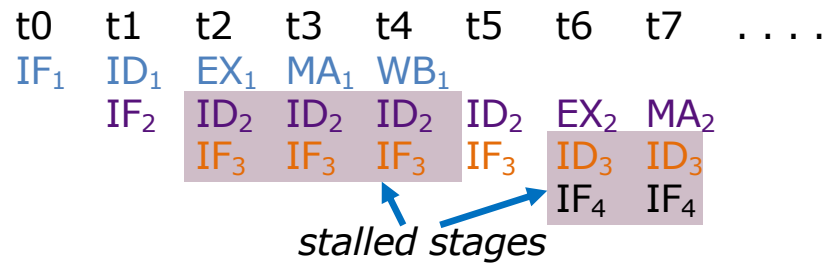 t0 t1 t2 t3 t4 t5 t6 t7 . . . .
IF₁ ID₁ EX₁ MA₁ WB₁
IF₂ ID₂ ID₂ ID₂ ID₂ EX₂ MA₂
IF₃ IF₃ IF₃ IF₃ ID₃ ID₃
IF₄ IF₄
stalled stages